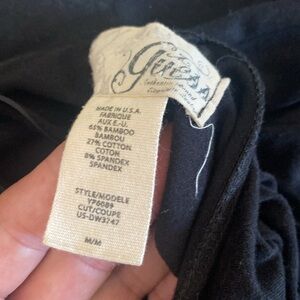 Guess
MADE IN U.S.A.
FABRIQUE
AUX E.-U.
65% BAMBOO
BAMBOU
27% COTTON
COTON
8% SPANDEX
SPANDEX
STYLE/MODELE
YP6089
CUT/COUPE
US-DW3747
M/M